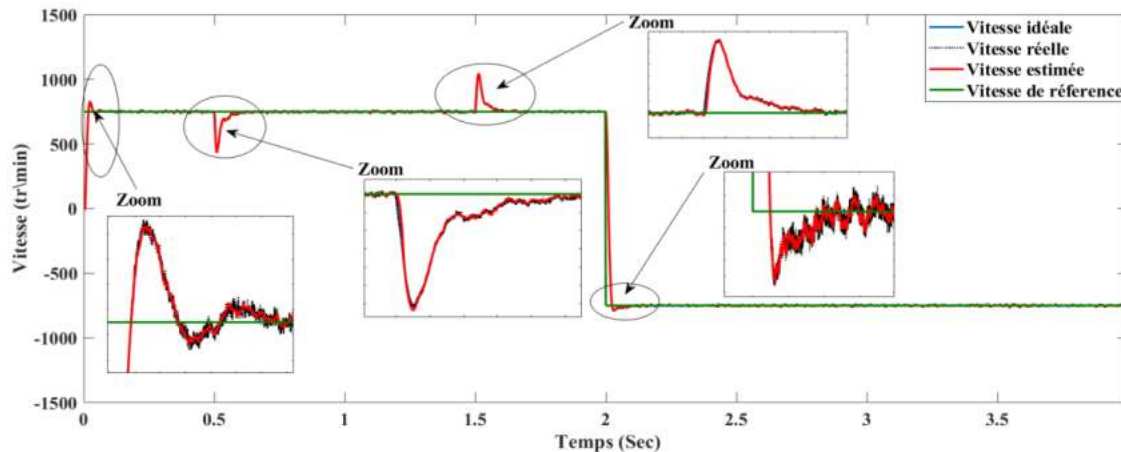 1500
1000
500
0
-500
-1000
-1500
Vitesse (tr\min)
0
0.5
1
1.5
2
2.5
3
3.5
Temps (Sec)
Zoom
Zoom
Zoom
Zoom
Vitesse idéale
Vitesse réelle
Vitesse estimée
Vitesse de réference